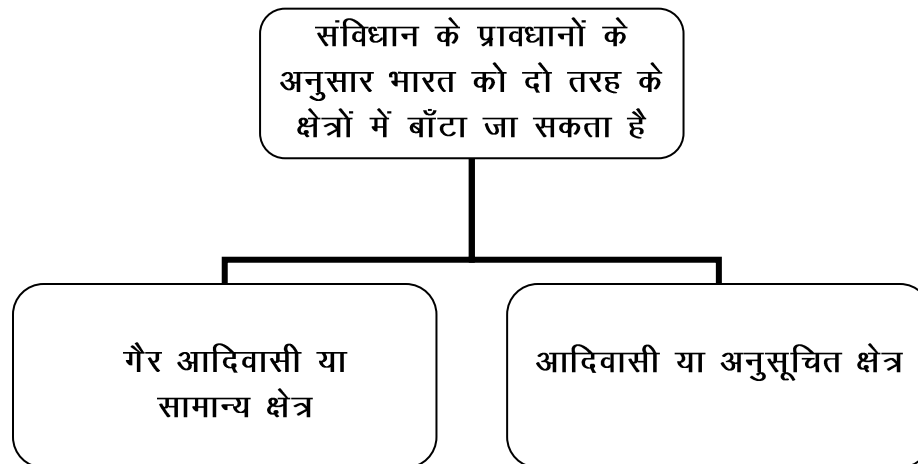 संविधान के प्रावधानों के
अनुसार भारत को दो तरह के
क्षेत्रों में बाँटा जा सकता है
गैर आदिवासी या
सामान्य क्षेत्र
आदिवासी या अनुसूचित क्षेत्र